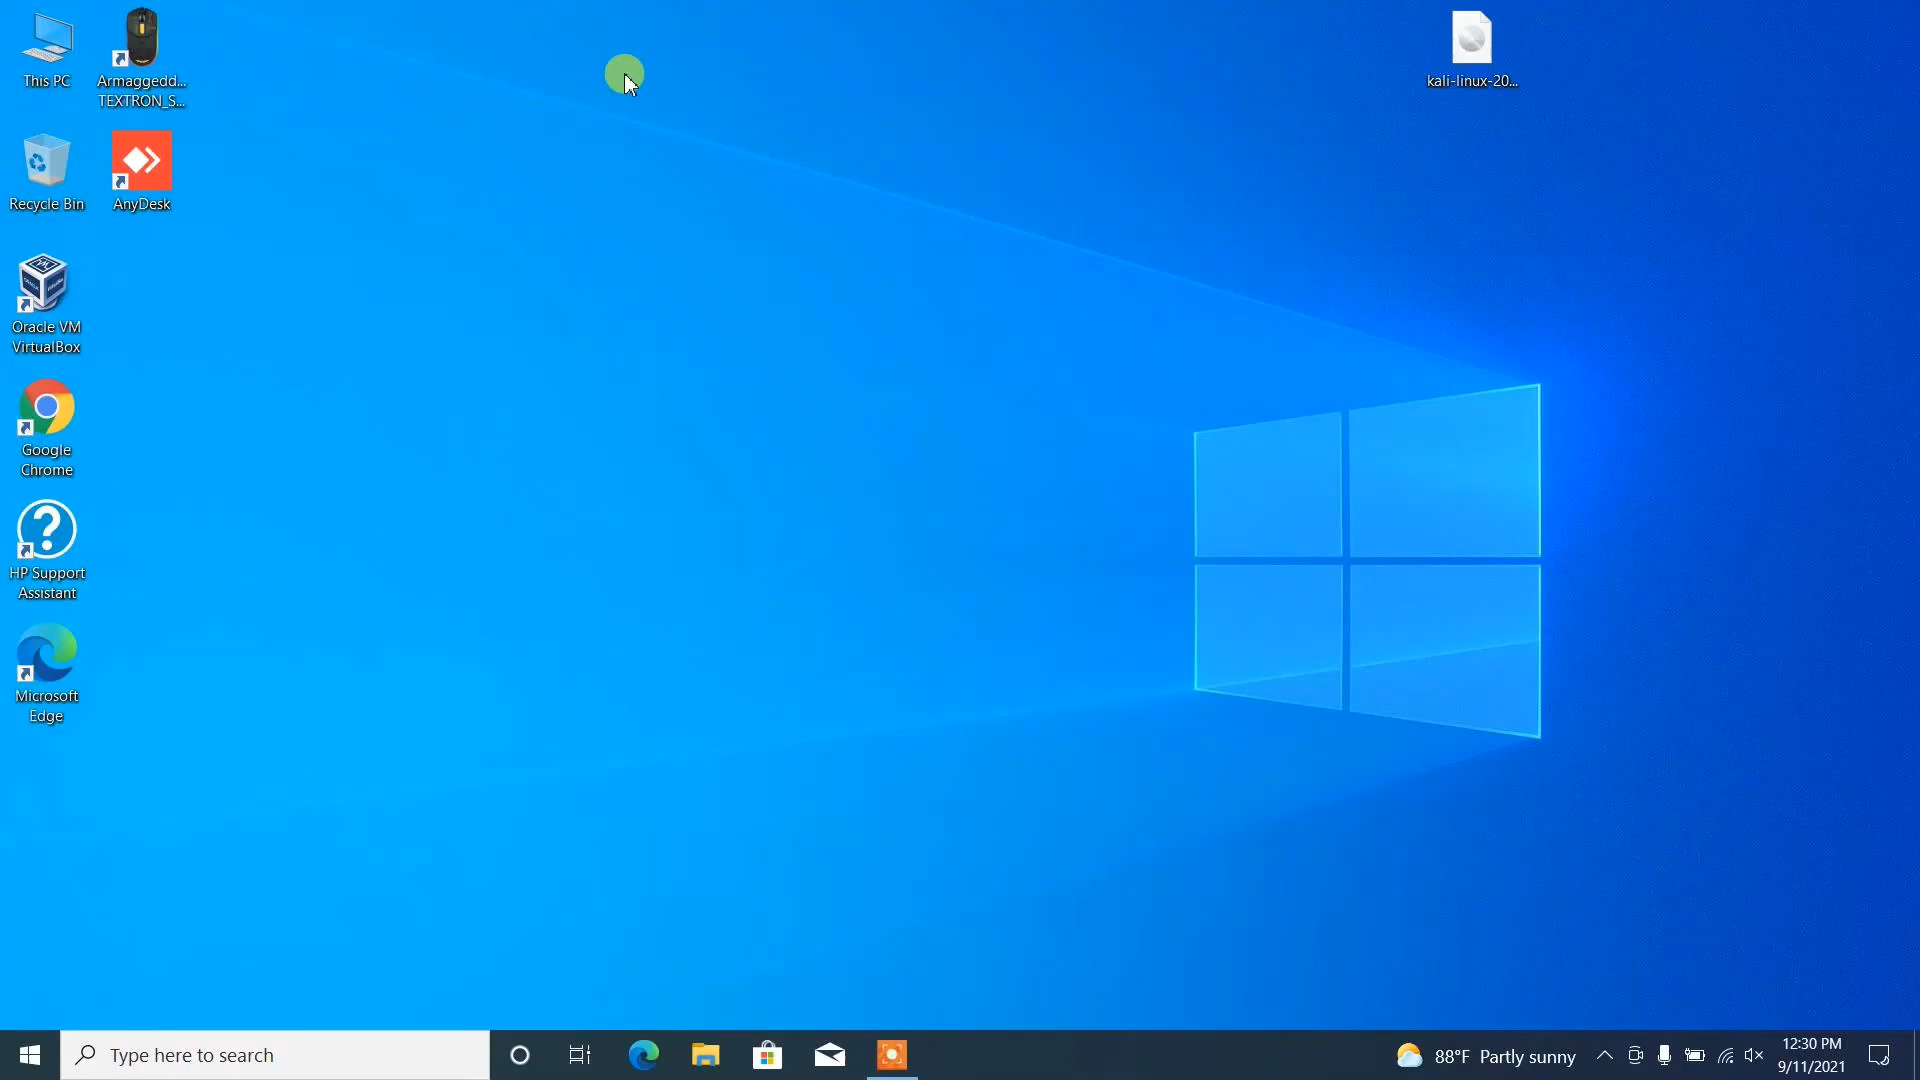 This PC
Armaggedd...
TEXTRON_S...
kali-linux-20...
Recycle Bin
AnyDesk
Oracle VM
VirtualBox
Google
Chrome
HP Support
Assistant
Microsoft
Edge
Type here to search
88°F Partly sunny
12:30 PM
9/11/2021